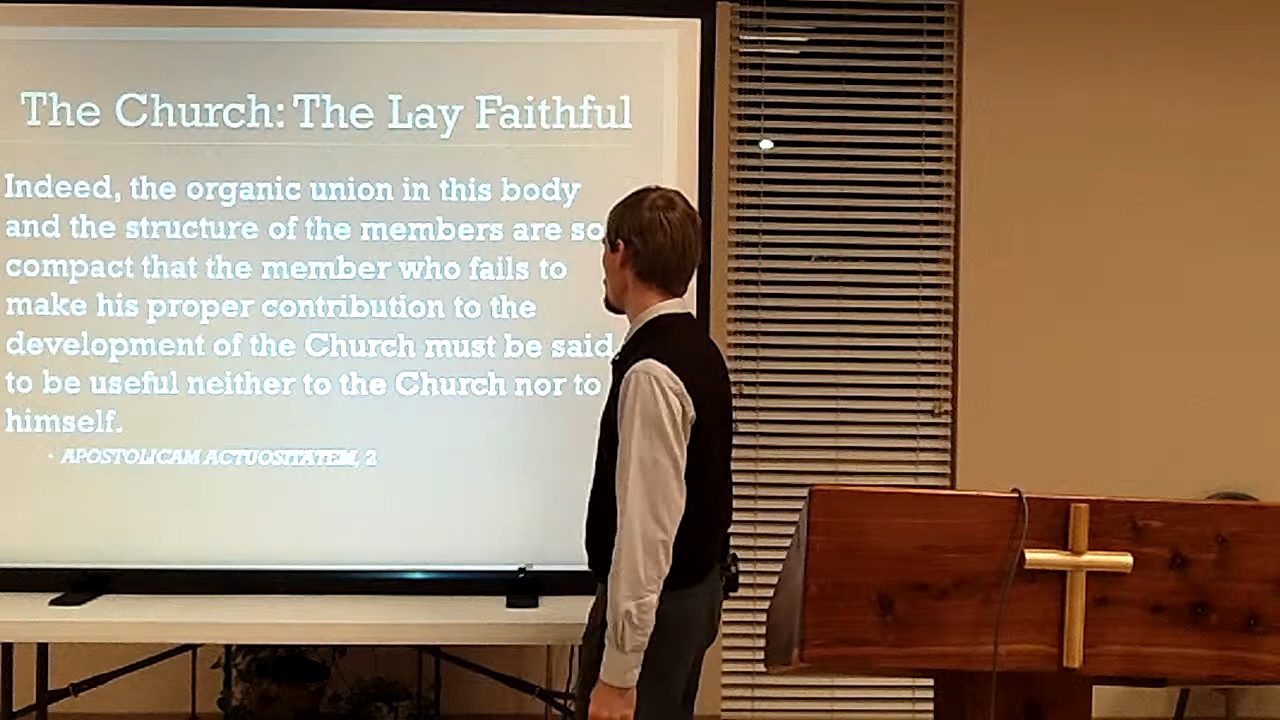 The Church: The Lay Faithful
Indeed, the organic union in this body
and the structure of the members are so
compact that the member who fails to
make his proper contribution to the
development of the Church must be said
to be useful neither to the Church nor to
himself.
- APOSTOLICAM ACTUOSITATEM, 2